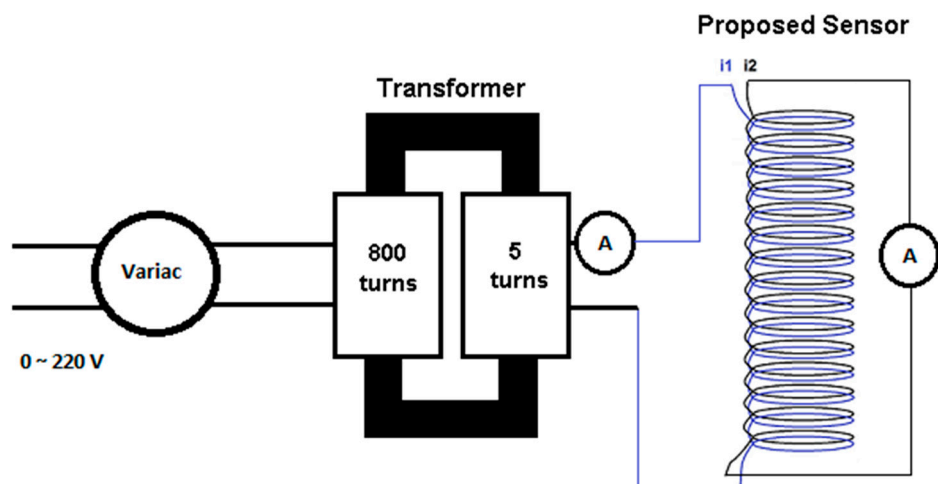 Proposed Sensor
i1 i2
Transformer
Variac
800
turns
5
turns
A
A
0 ~ 220 V